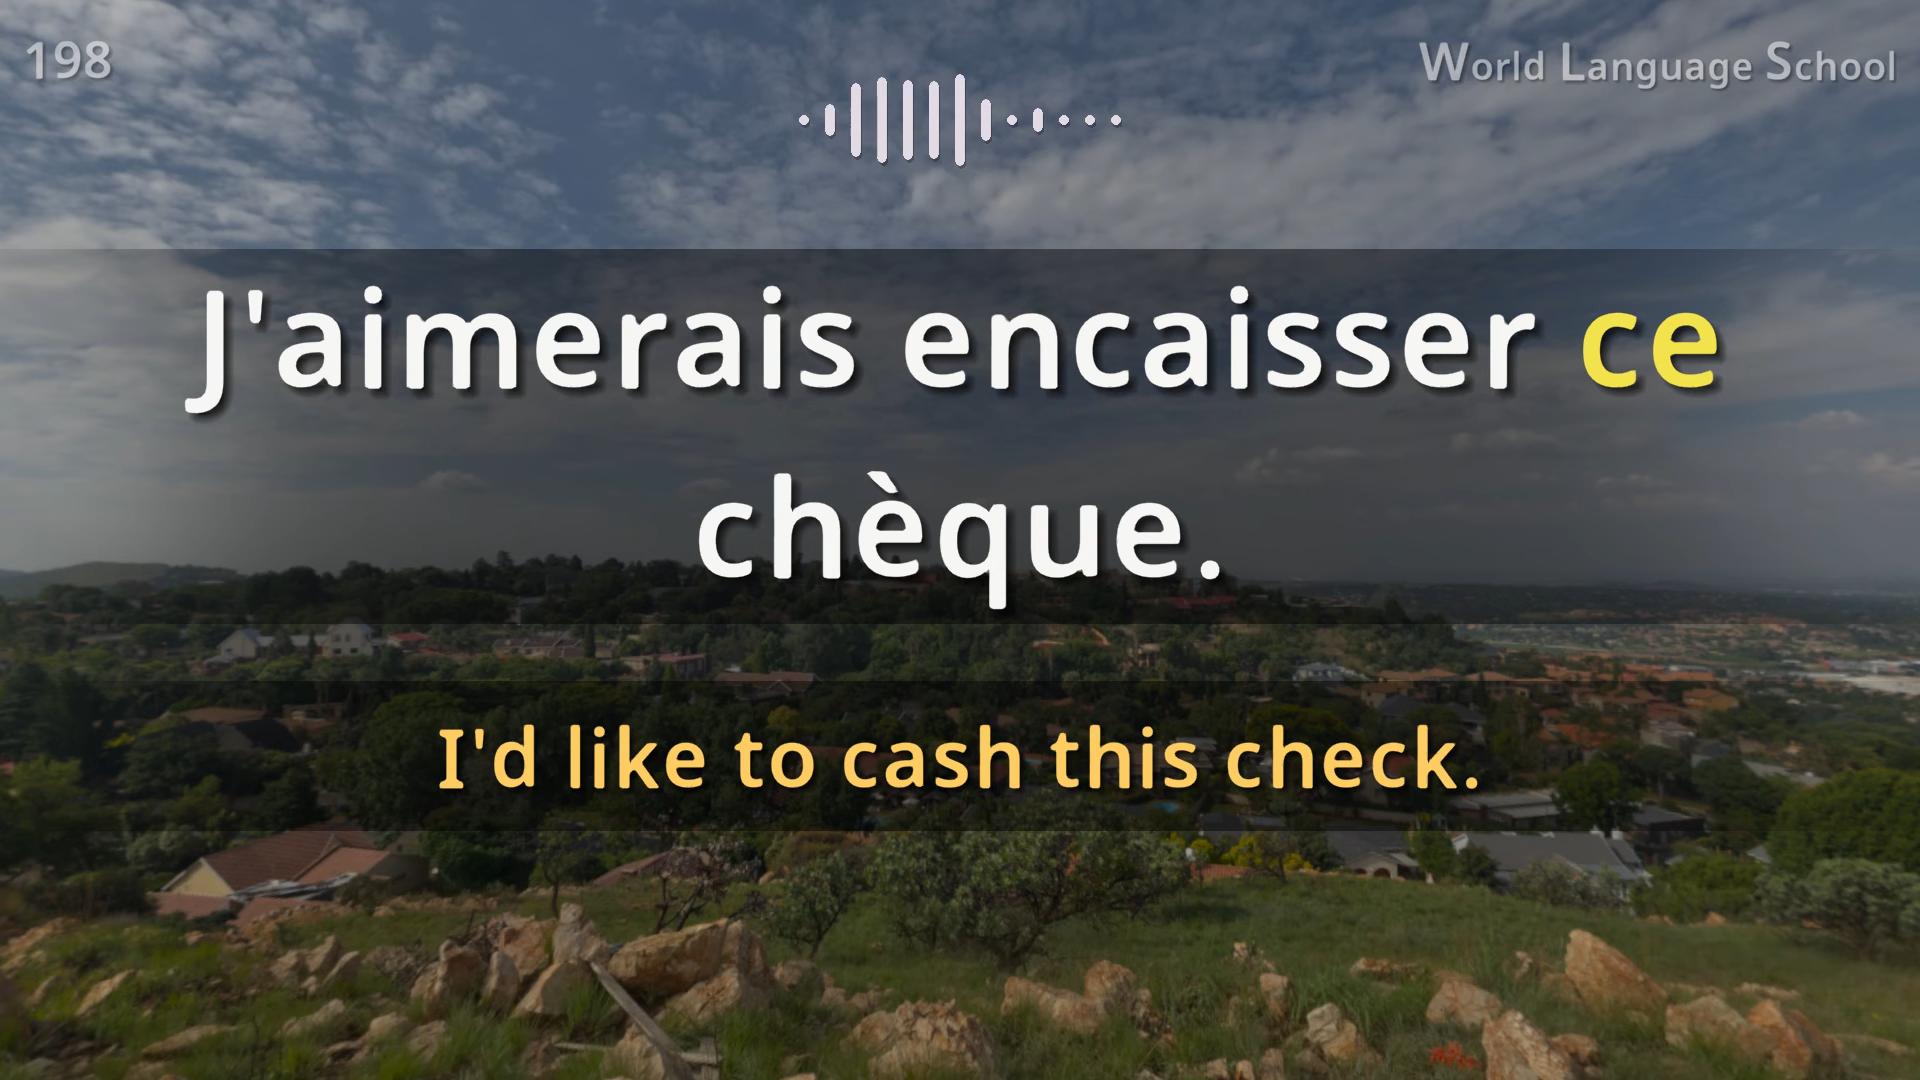 198
World Language School
J'aimerais encaisser ce
chèque.
I'd like to cash this check.